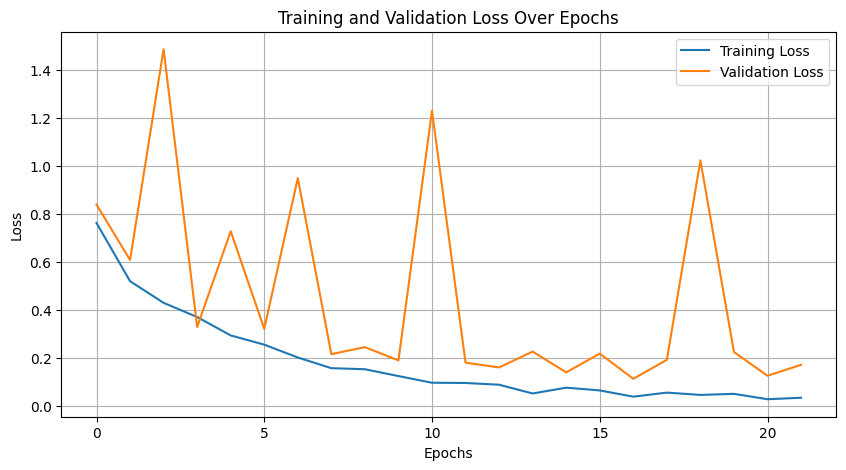 Training and Validation Loss Over Epochs
Training Loss
Validation Loss
Loss
1.4
1.2
1.0
0.8
0.6
0.4
0.2
0.0
0 5 10 15 20
Epochs